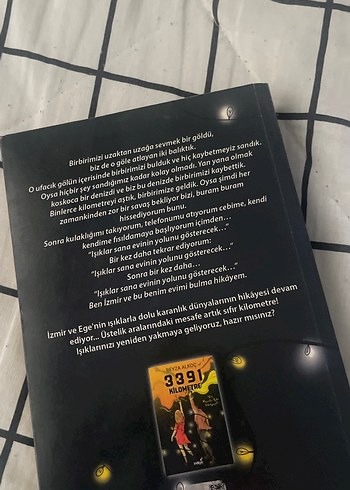 Birbirimizi uzaktan uzağa sevmek bir göldü,
biz de o göle atlayan iki balıktık.
O ufacık gölün içerisinde birbirimizi bulduk ve hiç kaybetmeyiz sandık.
Oysa hiçbir şey sandığımız kadar kolay olmadı. Yan yana olmak
koskoca bir denizdi ve biz bu denizde birbirimizi kaybettik.
Binlerce kilometreyi aştık, birbirimize geldik. Oysa şimdi her
zamankinden zor bir savaş bekliyor bizi, buram buram
hissediyorum bunu.
Sonra kulaklığımı takıyorum, telefonumu atıyorum cebime, kendi
kendime fısıldamaya başlıyorum içimden...
"Işıklar sana evinin yolunu gösterecek..."
Bir kez daha tekrar ediyorum:
"Işıklar sana evinin yolunu gösterecek..."
Sonra bir kez daha...
"Işıklar sana evinin yolunu gösterecek..."
Ben İzmir ve bu benim evimi bulma hikâyem.
İzmir ve Ege'nin ışıklarla dolu karanlık dünyalarının hikâyesi devam
ediyor... Üstelik aralarındaki mesafe artık sıfır kilometre!
Işıklarınızı yeniden yakmaya geliyoruz, hazır mısınız?
BEYZA ALKOÇ
3391
KİLOMETRE